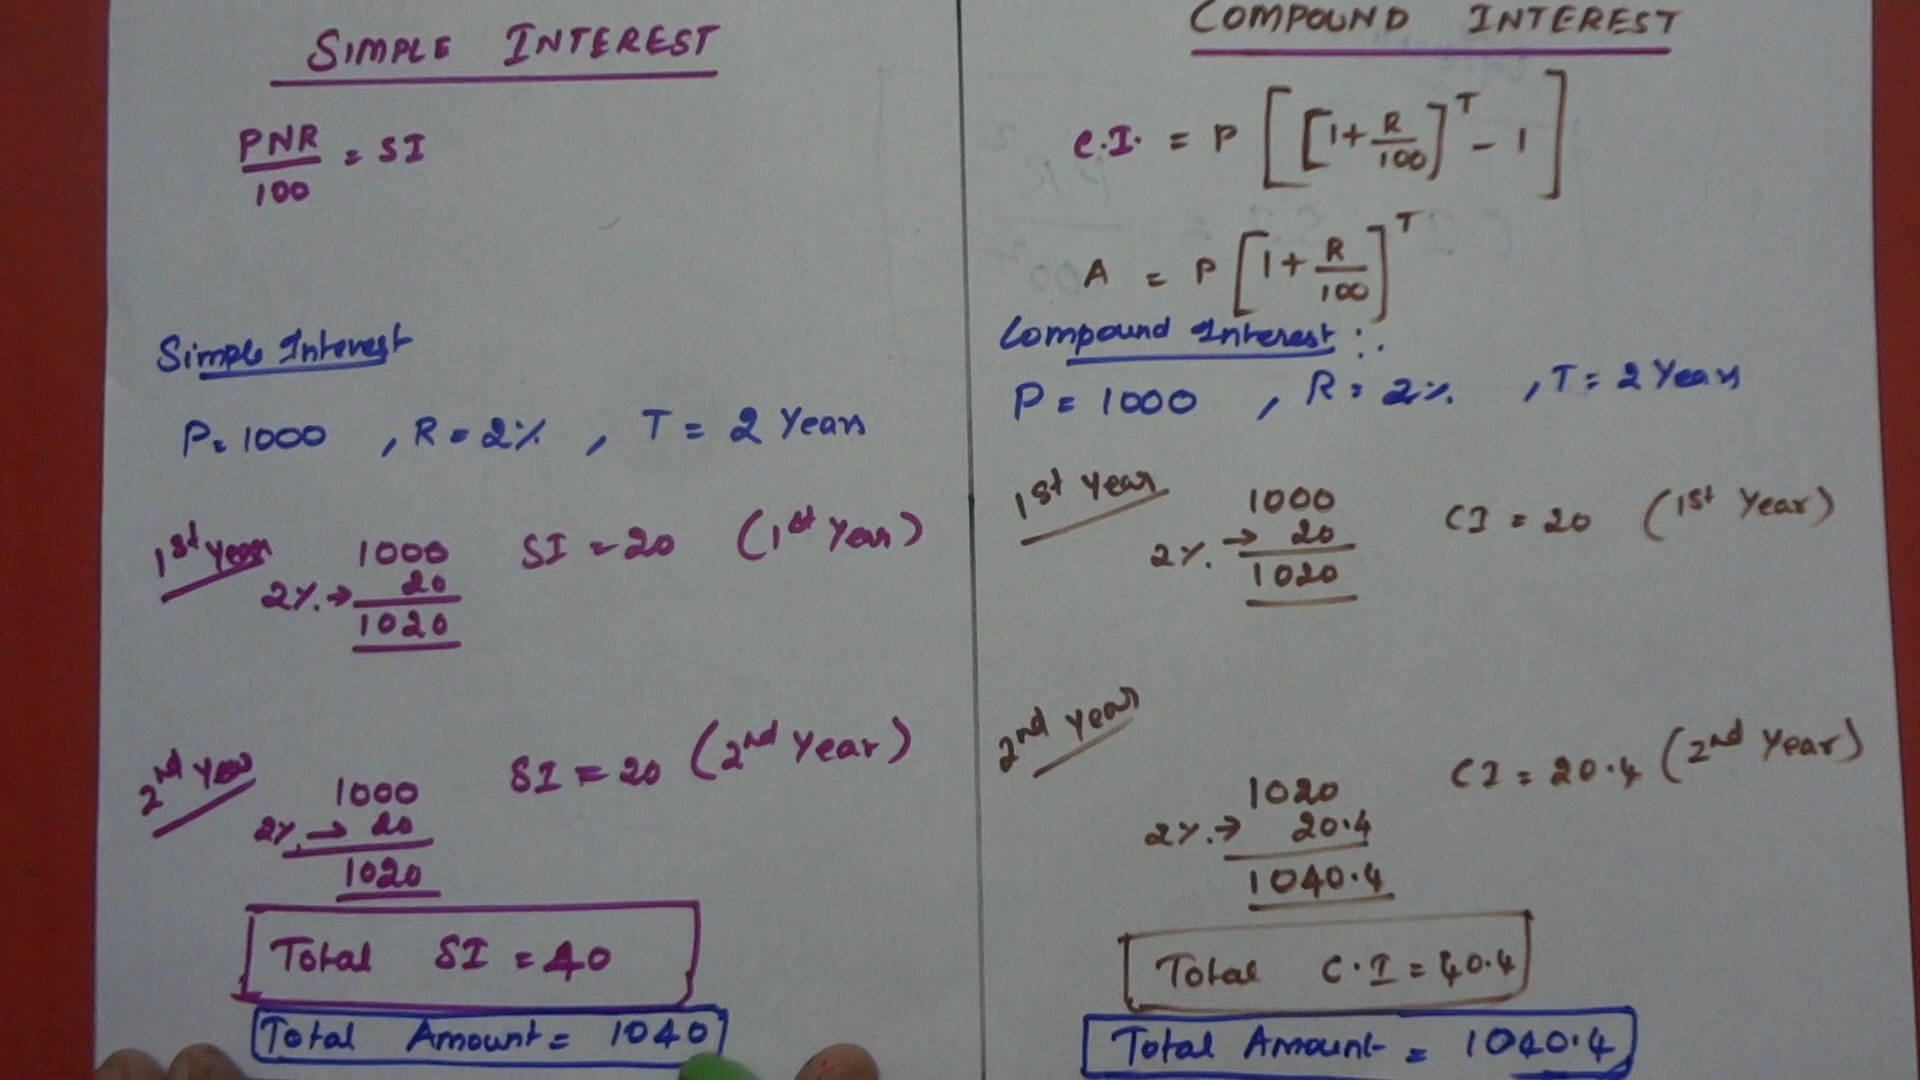 SIMPLE INTEREST
PNR/100 = SI
Simple Interest
P= 1000 , R = 2% , T = 2 Years
1st year
1000 SI = 20 (1st Year)
2% → 20
1020
2nd year
SI = 20 (2nd Year)
1000
2% → 20
1020
Total SI = 40
Total Amount = 1040
COMPOUND INTEREST
C.I. = P [[1+R/100]^T - 1]
A = P [1+R/100]^T
Compound Interest :.
P = 1000 , R = 2% , T = 2 Years
1st year
1000 CI = 20 (1st Year)
2% → 20
1020
2nd year
CI = 20.4 (2nd Year)
1020
2% → 20.4
1040.4
Total C.I = 40.4
Total Amount = 1040.4